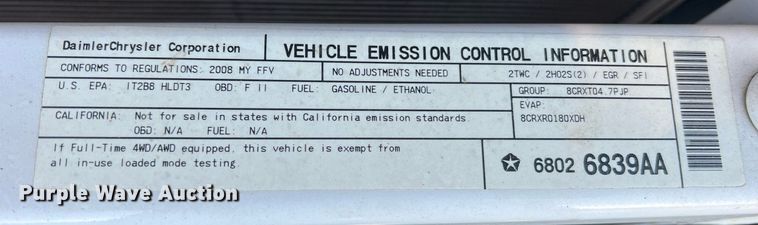 DaimlerChrysler Corporation
VEHICLE EMISSION CONTROL INFORMATION
CONFORMS TO REGULATIONS: 2008 MY FFV
NO ADJUSTMENTS NEEDED
2TWC / 2HO2S(2) / EGR / SFI
U.S. EPA: IT2B8 HLDT3 OBD: F II FUEL: GASOLINE / ETHANOL
GROUP: 8CRXT04.7PJP
EVAP:
8CRXR0180XDH
CALIFORNIA: Not for sale in states with California emission standards.
OBD: N/A FUEL: N/A
If Full-Time 4WD/AWD equipped, this vehicle is exempt from
all in-use loaded mode testing.
6802 6839AA
Purple Wave Auction